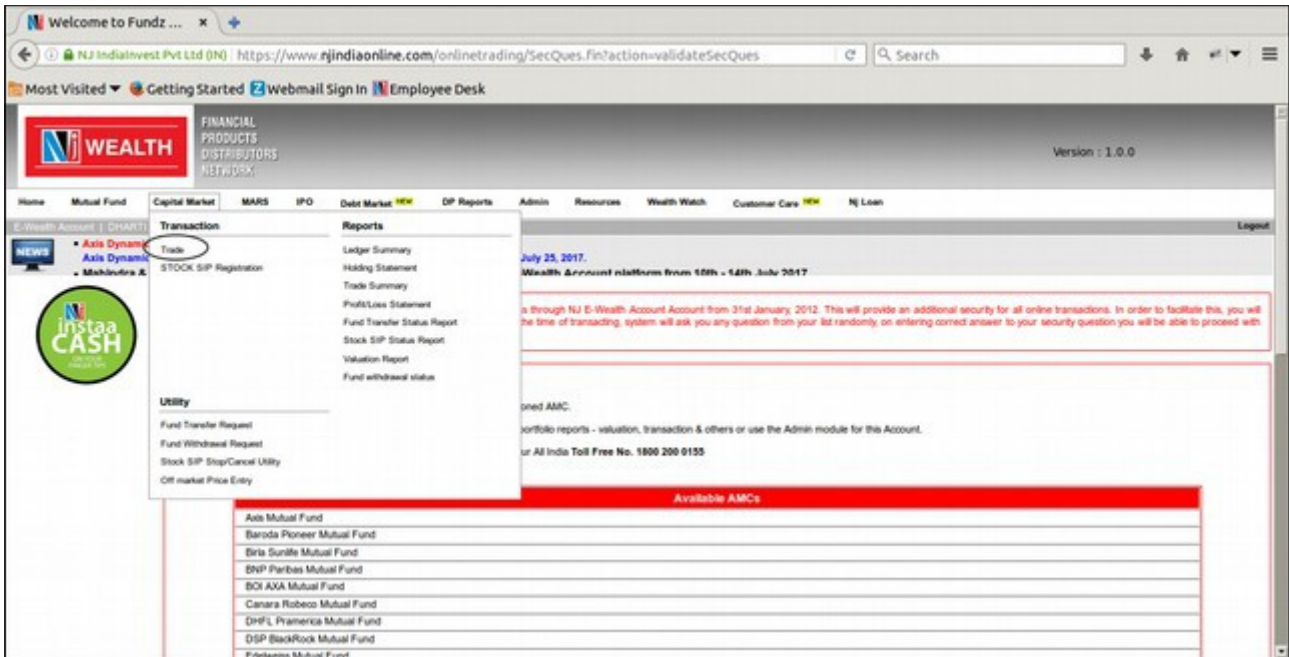 Welcome to Fundz ...
NJ IndiaInvest Pvt Ltd (IN) https://www.njindiaonline.com/onlinetrading/SecQues.fin?action=validateSecQues Search
Most Visited Getting Started Webmail Sign In Employee Desk
NJ WEALTH
FINANCIAL
PRODUCTS
DISTRIBUTORS
NETWORK
Version : 1.0.0
Home Mutual Fund Capital Market MARS IPO Debt Market NEW DP Reports Admin Resources Wealth Watch Customer Care NEW Nj Loan
E-Wealth Account | DHARTI Logout
NEWS
Axis Dynami
Axis Dynami July 25, 2017.
Mahindra & Wealth Account platform from 10th - 14th July 2017
Transaction
Trade
STOCK SIP Registration
Reports
Ledger Summary
Holding Statement
Trade Summary
Profit/Loss Statement
Fund Transfer Status Report
Stock SIP Status Report
Valuation Report
Fund withdrawal status
Utility
Fund Transfer Request
Fund Withdrawal Request
Stock SIP Stop/Cancel Utility
Off market Price Entry
instaa
CASH
s through NJ E-Wealth Account Account from 31st January, 2012. This will provide an additional security for all online transactions. In order to facilitate this, you will
he time of transacting, system will ask you any question from your list randomly, on entering correct answer to your security question you will be able to proceed with
oned AMC.
portfolio reports - valuation, transaction & others or use the Admin module for this Account.
ur All India Toll Free No. 1800 200 0155
Available AMCs
Axis Mutual Fund
Baroda Pioneer Mutual Fund
Birla Sunlife Mutual Fund
BNP Paribas Mutual Fund
BOI AXA Mutual Fund
Canara Robeco Mutual Fund
DHFL Pramerica Mutual Fund
DSP BlackRock Mutual Fund
Edelweiss Mutual Fund